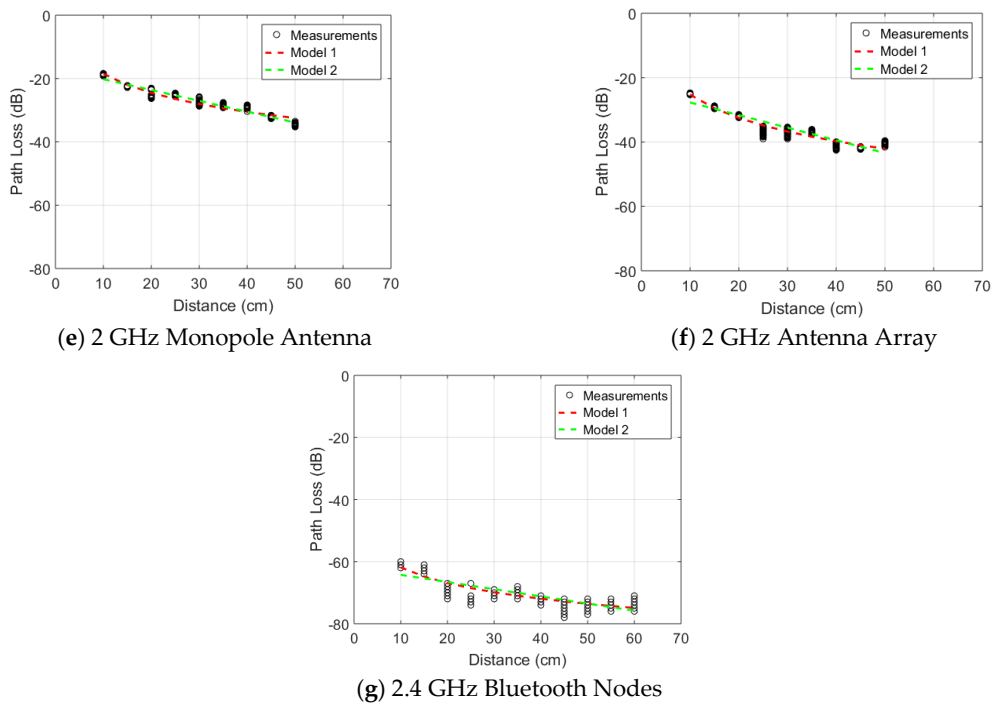 0
-20
-40
-60
-80
Path Loss (dB)
Measurements
Model 1
Model 2
0 10 20 30 40 50 60 70
Distance (cm)
(e) 2 GHz Monopole Antenna
0
-20
-40
-60
-80
Path Loss (dB)
Measurements
Model 1
Model 2
0 10 20 30 40 50 60 70
Distance (cm)
(f) 2 GHz Antenna Array
0
-20
-40
-60
-80
Path Loss (dB)
Measurements
Model 1
Model 2
0 10 20 30 40 50 60 70
Distance (cm)
(g) 2.4 GHz Bluetooth Nodes